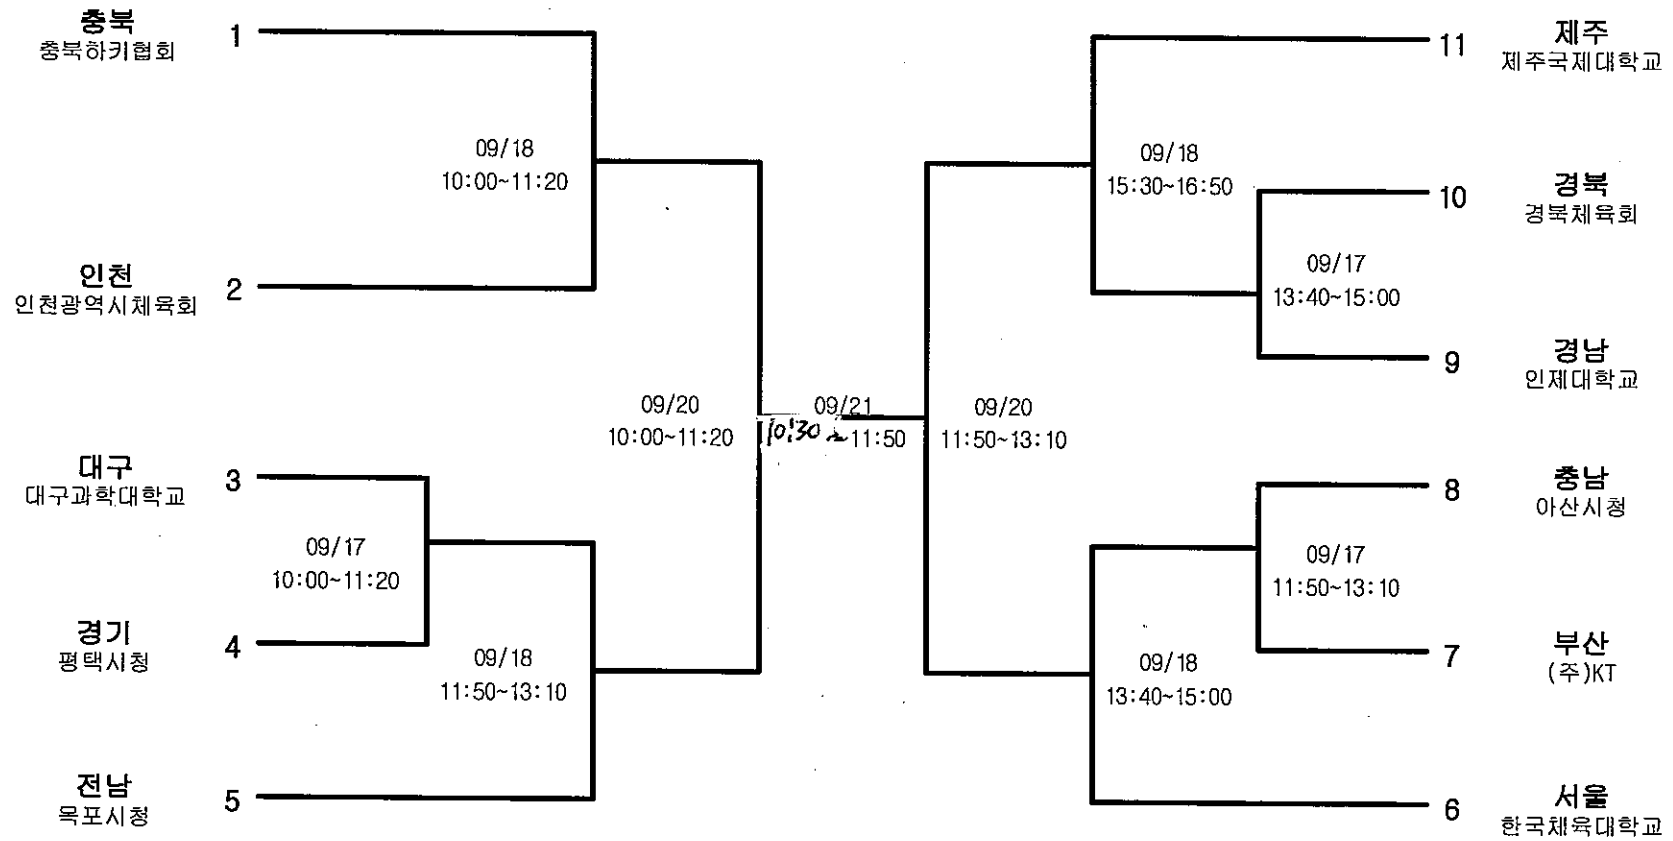 충북
충북하키협회
1
09/18
10:00~11:20
인천
인천광역시체육회
2
대구
대구과학대학교
3
09/17
10:00~11:20
경기
평택시청
4
09/18
11:50~13:10
전남
목포시청
5
09/20
10:00~11:20
09/21
10:30~11:50
09/20
11:50~13:10
11
제주
제주국제대학교
09/18
15:30~16:50
10
경북
경북체육회
09/17
13:40~15:00
9
경남
인제대학교
8
충남
아산시청
09/17
11:50~13:10
7
부산
(주)KT
09/18
13:40~15:00
6
서울
한국체육대학교